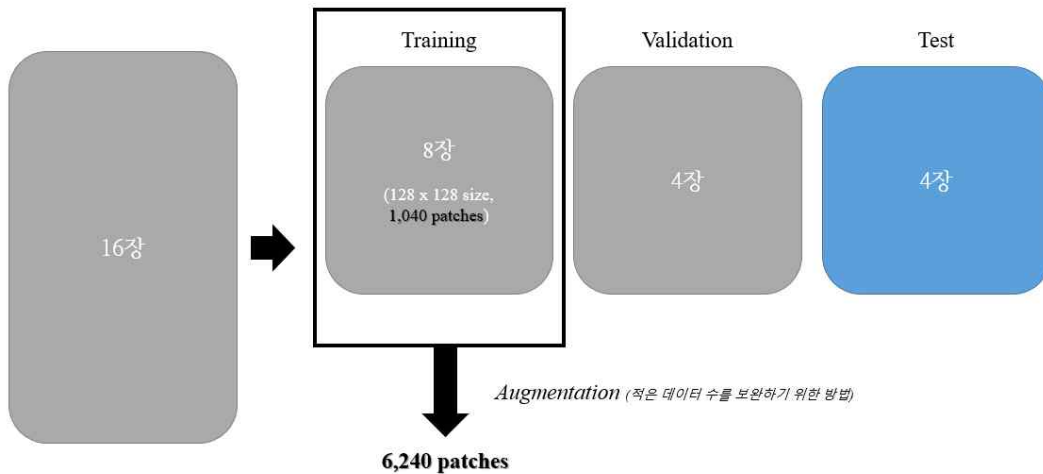 Training
Validation
Test
16장
8장
(128 x 128 size,
1,040 patches)
4장
4장
Augmentation (적은 데이터 수를 보완하기 위한 방법)
6,240 patches